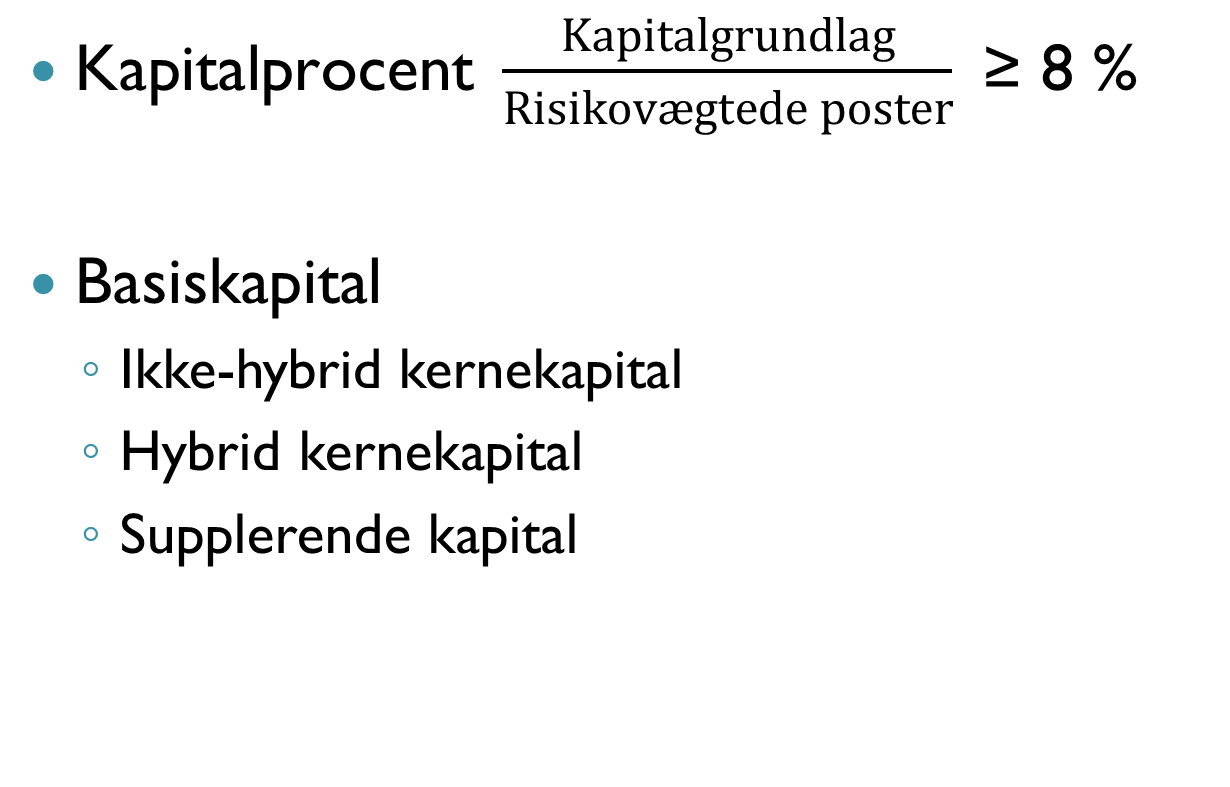 • Kapitalprocent Kapitalgrundlag / Risikovægtede poster ≥ 8 %
• Basiskapital
◦ Ikke-hybrid kernekapital
◦ Hybrid kernekapital
◦ Supplerende kapital